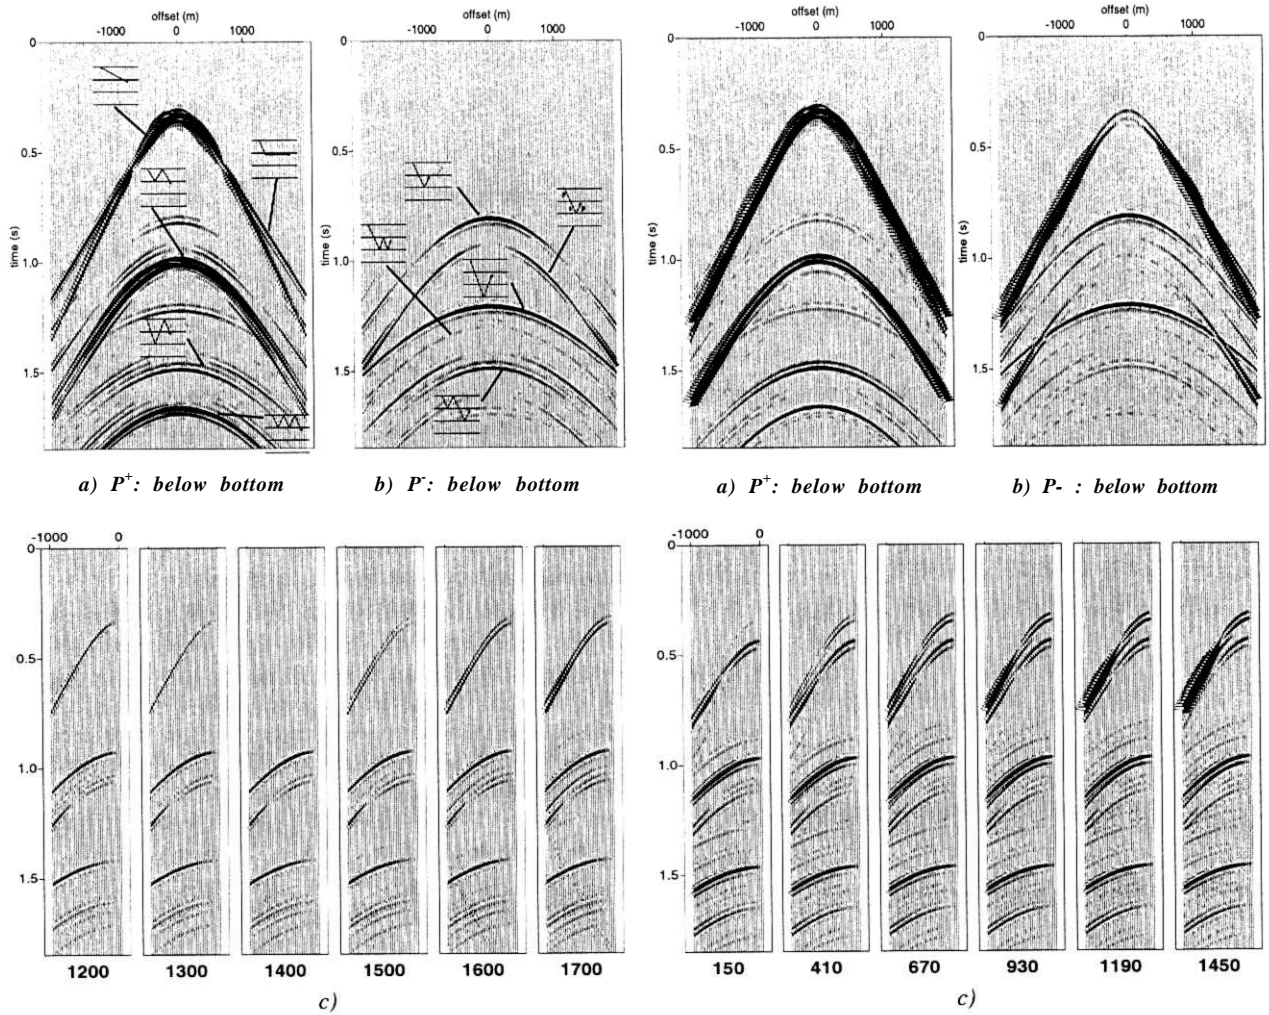 offset (m)
-1000 0 1000
0
0.5
1.0
1.5
time (s)
a) P+: below bottom
offset (m)
-1000 0 1000
0
0.5
1.0
1.5
time (s)
b) P-: below bottom
offset (m)
-1000 0 1000
0
0.5
1.0
1.5
time (s)
a) P+: below bottom
offset (m)
-1000 0 1000
0
0.5
1.0
1.5
time (s)
b) P- : below bottom
-1000 0
0
0.5
1.0
1.5
1200 1300 1400 1500 1600 1700
c)
-1000 0
0
0.5
1.0
1.5
150 410 670 930 1190 1450
c)